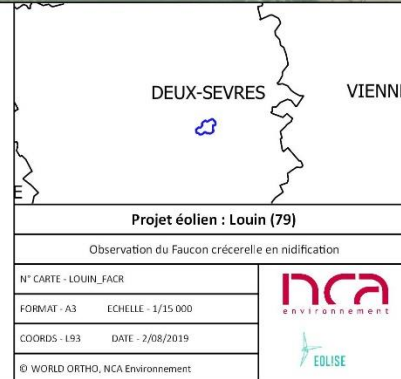 DEUX-SEVRES
VIENN
E
Projet éolien : Louin (79)
Observation du Faucon crécerelle en nidification
N° CARTE - LOUIN_FACR
FORMAT - A3 ECHELLE - 1/15 000
COORDS - L93 DATE - 2/08/2019
© WORLD ORTHO, NCA Environnement
nca
environnement
EOLISE